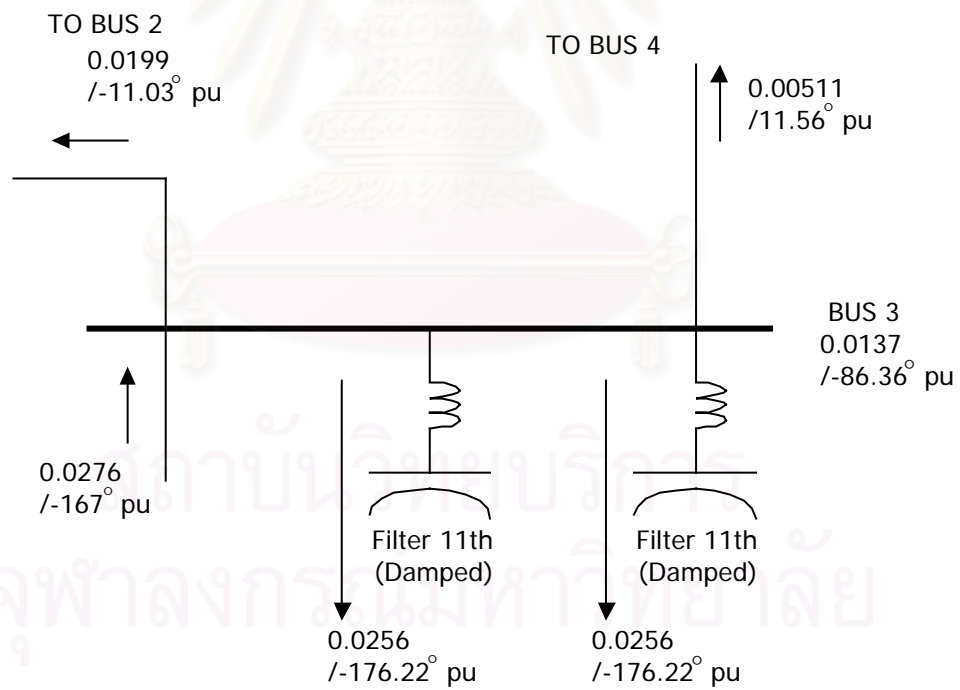 TO BUS 2
0.0199
/-11.03° pu
TO BUS 4
0.00511
/11.56° pu
BUS 3
0.0137
/-86.36° pu
0.0276
/-167° pu
Filter 11th
(Damped)
Filter 11th
(Damped)
0.0256
/-176.22° pu
0.0256
/-176.22° pu
สถาบันวิทยบริการ
จุฬาลงกรณ์มหาวิทยาลัย